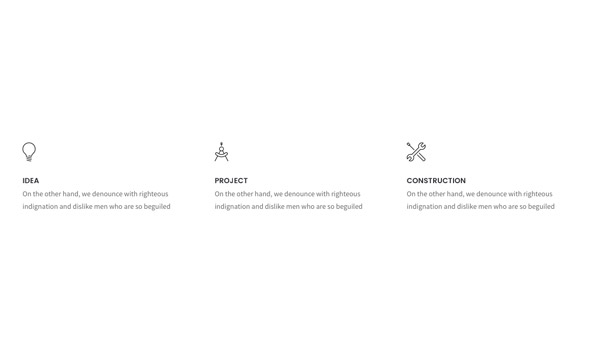 IDEA
On the other hand, we denounce with righteous
indignation and dislike men who are so beguiled
PROJECT
On the other hand, we denounce with righteous
indignation and dislike men who are so beguiled
CONSTRUCTION
On the other hand, we denounce with righteous
indignation and dislike men who are so beguiled